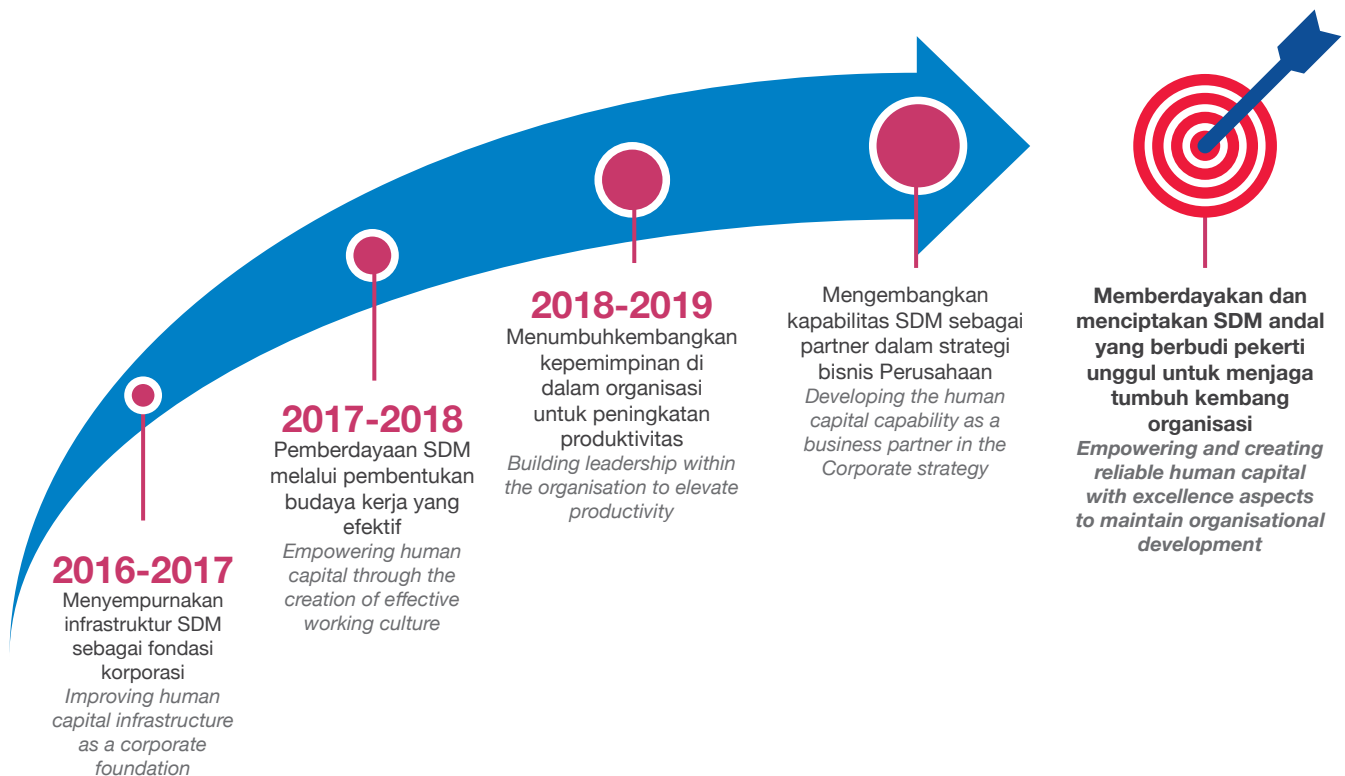 2016-2017
Menyempurnakan
infrastruktur SDM
sebagai fondasi
korporasi
Improving human
capital infrastructure
as a corporate
foundation
2017-2018
Pemberdayaan SDM
melalui pembentukan
budaya kerja yang
efektif
Empowering human
capital through the
creation of effective
working culture
2018-2019
Menumbuhkembangkan
kepemimpinan di
dalam organisasi
untuk peningkatan
produktivitas
Building leadership within
the organisation to elevate
productivity
Mengembangkan
kapabilitas SDM sebagai
partner dalam strategi
bisnis Perusahaan
Developing the human
capital capability as a
business partner in the
Corporate strategy
Memberdayakan dan
menciptakan SDM andal
yang berbudi pekerti
unggul untuk menjaga
tumbuh kembang
organisasi
Empowering and creating
reliable human capital
with excellence aspects
to maintain organisational
development